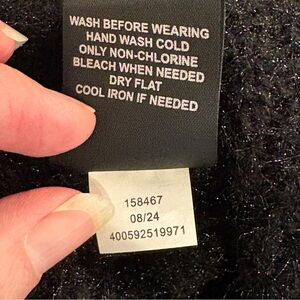 WASH BEFORE WEARING
HAND WASH COLD
ONLY NON-CHLORINE
BLEACH WHEN NEEDED
DRY FLAT
COOL IRON IF NEEDED
158467
08/24
400592519971